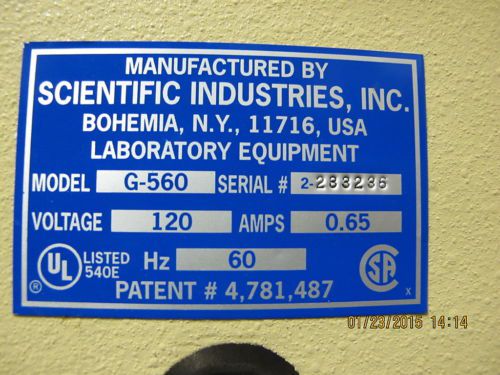 MANUFACTURED BY
SCIENTIFIC INDUSTRIES, INC.
BOHEMIA, N.Y., 11716, USA
LABORATORY EQUIPMENT
MODEL G-560 SERIAL # 2-283236
VOLTAGE 120 AMPS 0.65
UL LISTED 540E Hz 60 SA
® PATENT # 4,781,487 X
01/23/2015 14:14